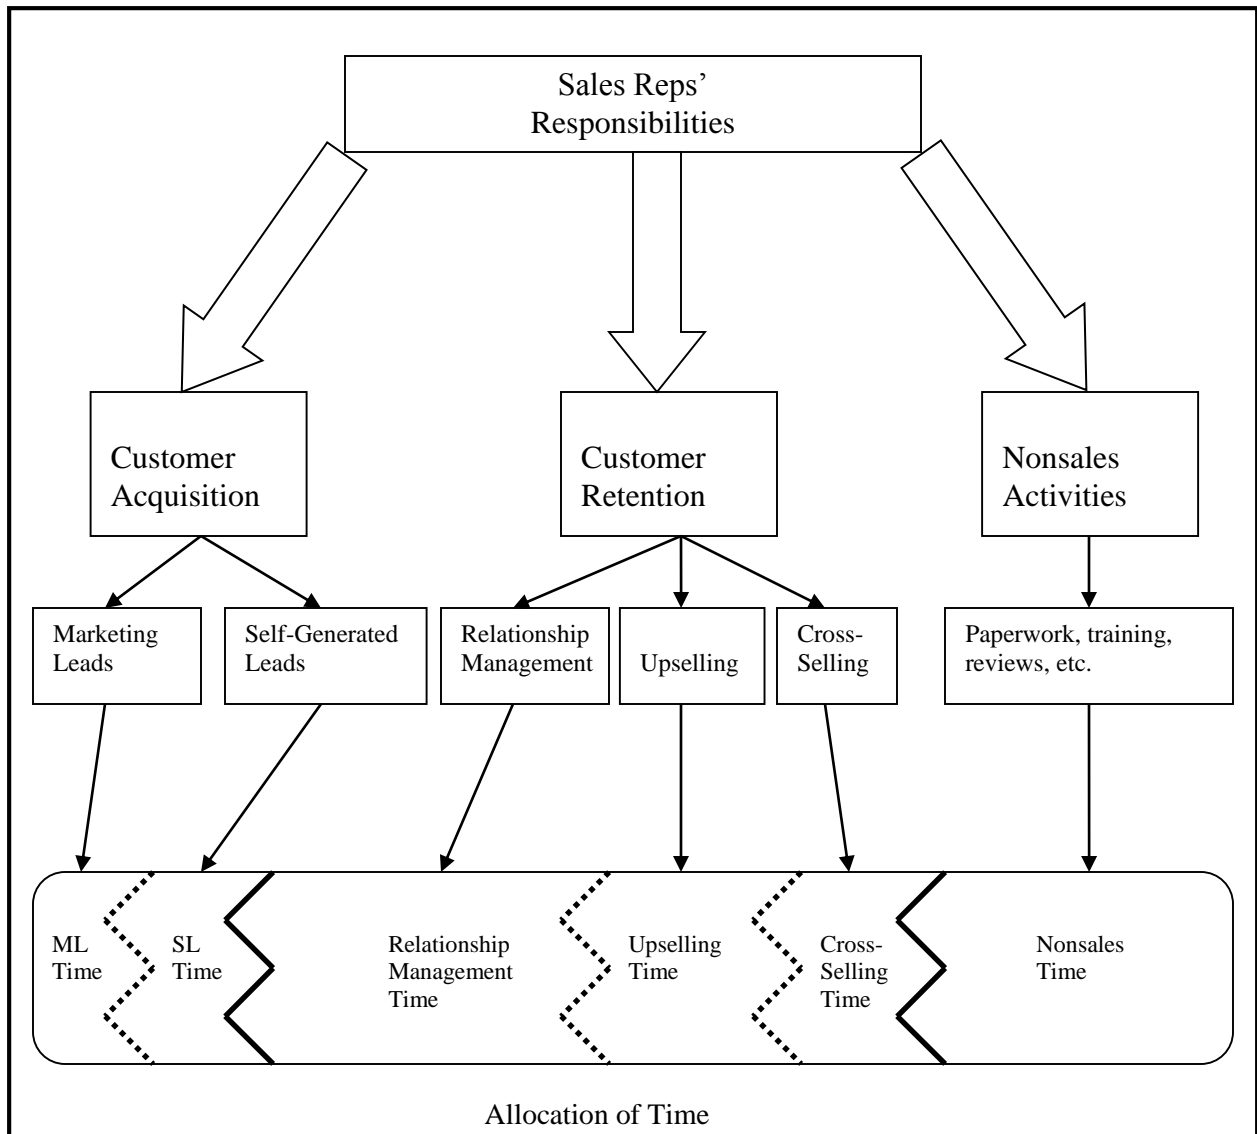 Sales Reps’
Responsibilities
Customer
Acquisition
Customer
Retention
Nonsales
Activities
Marketing
Leads
Self-Generated
Leads
Relationship
Management
Upselling
Cross-
Selling
Paperwork, training,
reviews, etc.
ML
Time
SL
Time
Relationship
Management
Time
Upselling
Time
Cross-
Selling
Time
Nonsales
Time
Allocation of Time